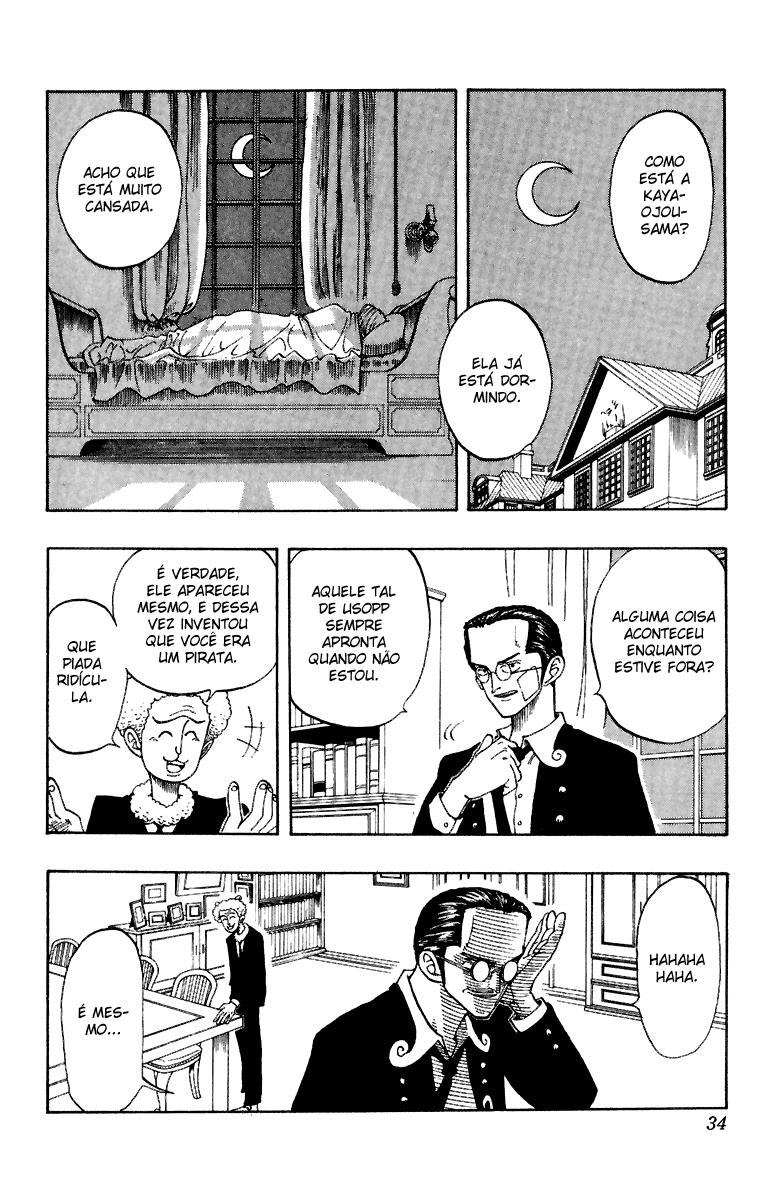 COMO
ESTÁ A
KAYA-
OJOU-
SAMA?
ELA JÁ
ESTÁ DOR-
MINDO.
ACHO QUE
ESTÁ MUITO
CANSADA.
ALGUMA COISA
ACONTECEU
ENQUANTO
ESTIVE FORA?
AQUELE TAL
DE USOPP
SEMPRE
APRONTA
QUANDO NÃO
ESTOU.
É VERDADE,
ELE APARECEU
MESMO, E DESSA
VEZ INVENTOU
QUE VOCÊ ERA
UM PIRATA.
QUE
PIADA
RIDÍCU-
LA.
HAHAHA
HAHA.
É MES-
MO...
34